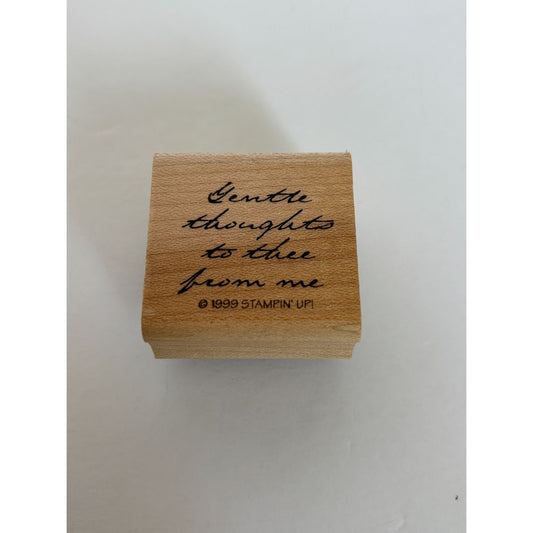 Gentle
thoughts
to thee
from me
© 1999 STAMPIN' UP!